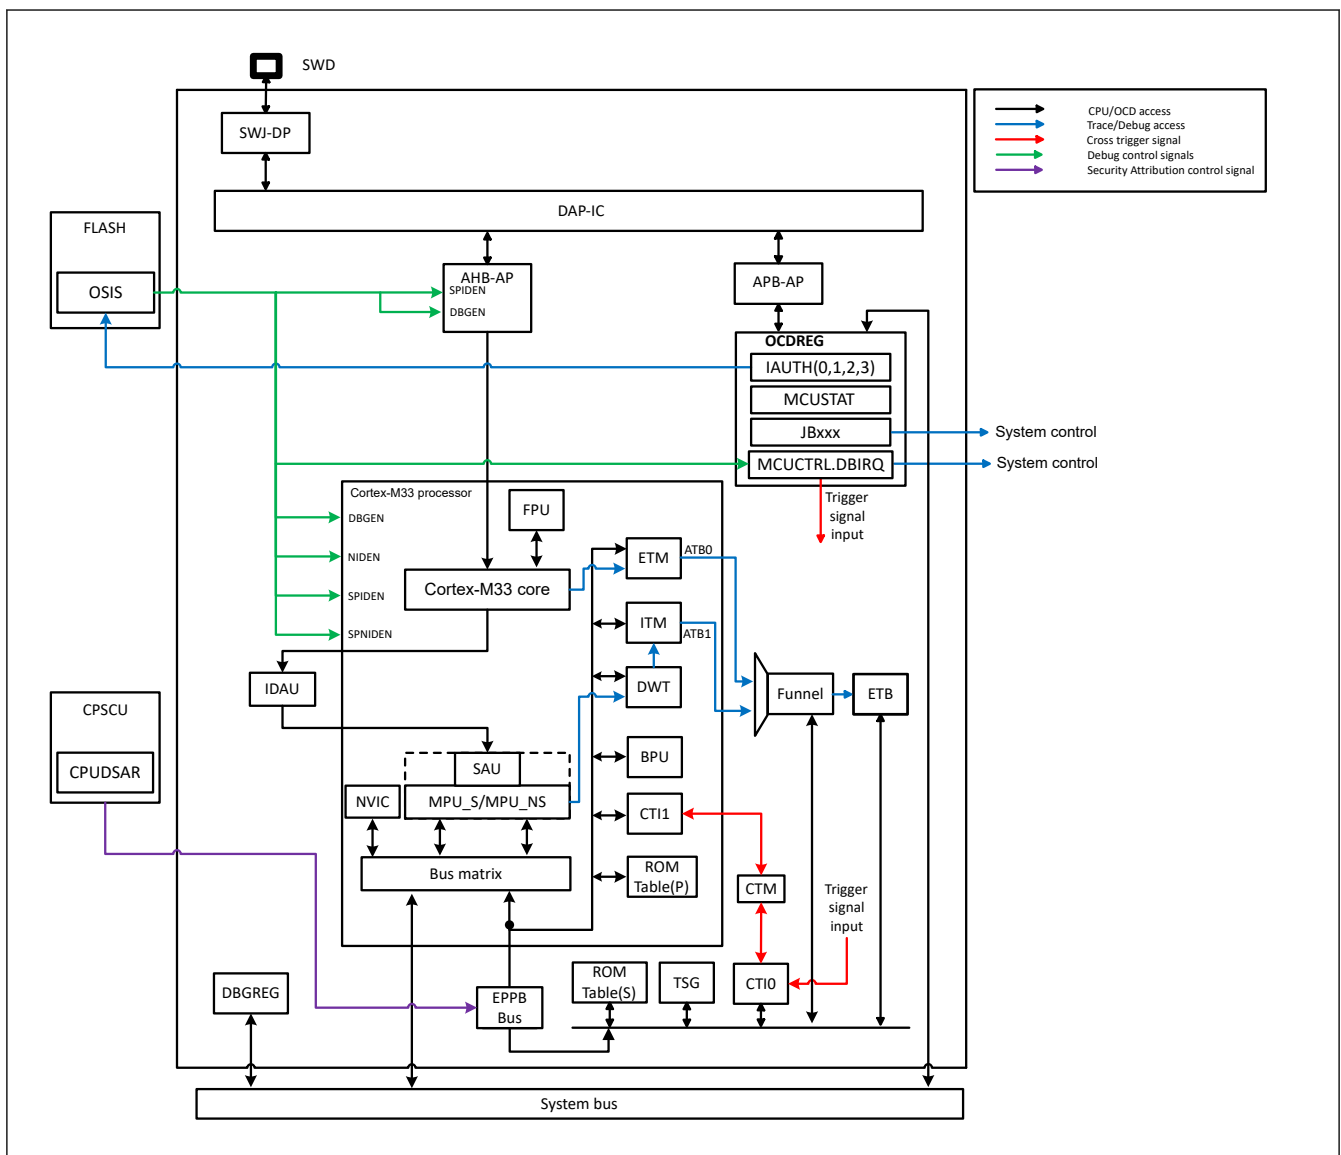 SWD
SWJ-DP
CPU/OCD access
Trace/Debug access
Cross trigger signal
Debug control signals
Security Attribution control signal
DAP-IC
FLASH
OSIS
AHB-AP
SPIDEN
DBGEN
APB-AP
OCDREG
IAUTH(0,1,2,3)
MCUSTAT
JBxxx
System control
MCUCTRL.DBIRQ
System control
Trigger
signal
input
Cortex-M33 processor
DBGEN
NIDEN
SPIDEN
SPNIDEN
FPU
Cortex-M33 core
ETM
ATB0
ITM
ATB1
DWT
IDAU
Funnel
ETB
CPSCU
CPUDSAR
SAU
BPU
NVIC
MPU_S/MPU_NS
CTI1
Bus matrix
ROM
Table(P)
CTM
Trigger
signal
input
DBGREG
EPPB
Bus
ROM
Table(S)
TSG
CTI0
System bus